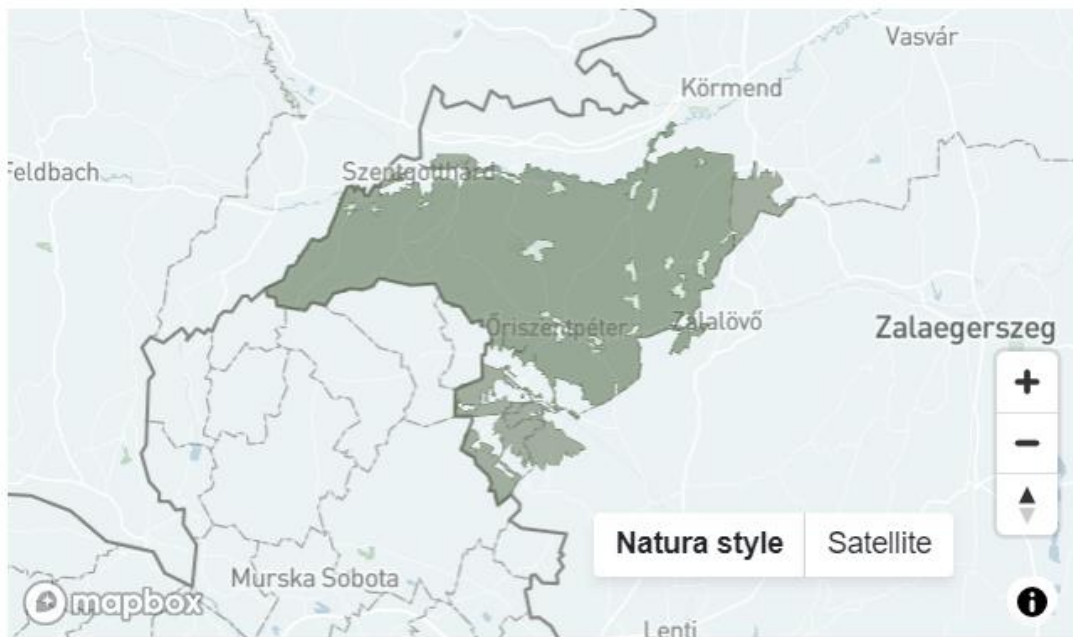 Vasvár
Körmend
Feldbach
Szentgotthárd
Őriszentpéter
Zalalövő
Zalaegerszeg
Natura style
Satellite
Murska Sobota
mapbox
Lenti